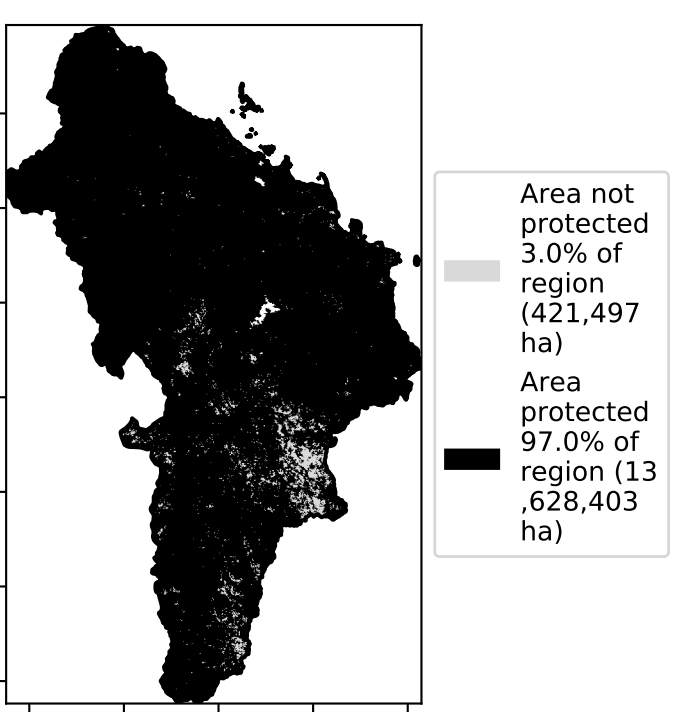 Area not
protected
3.0% of
region
(421,497
ha)
Area
protected
97.0% of
region (13
,628,403
ha)